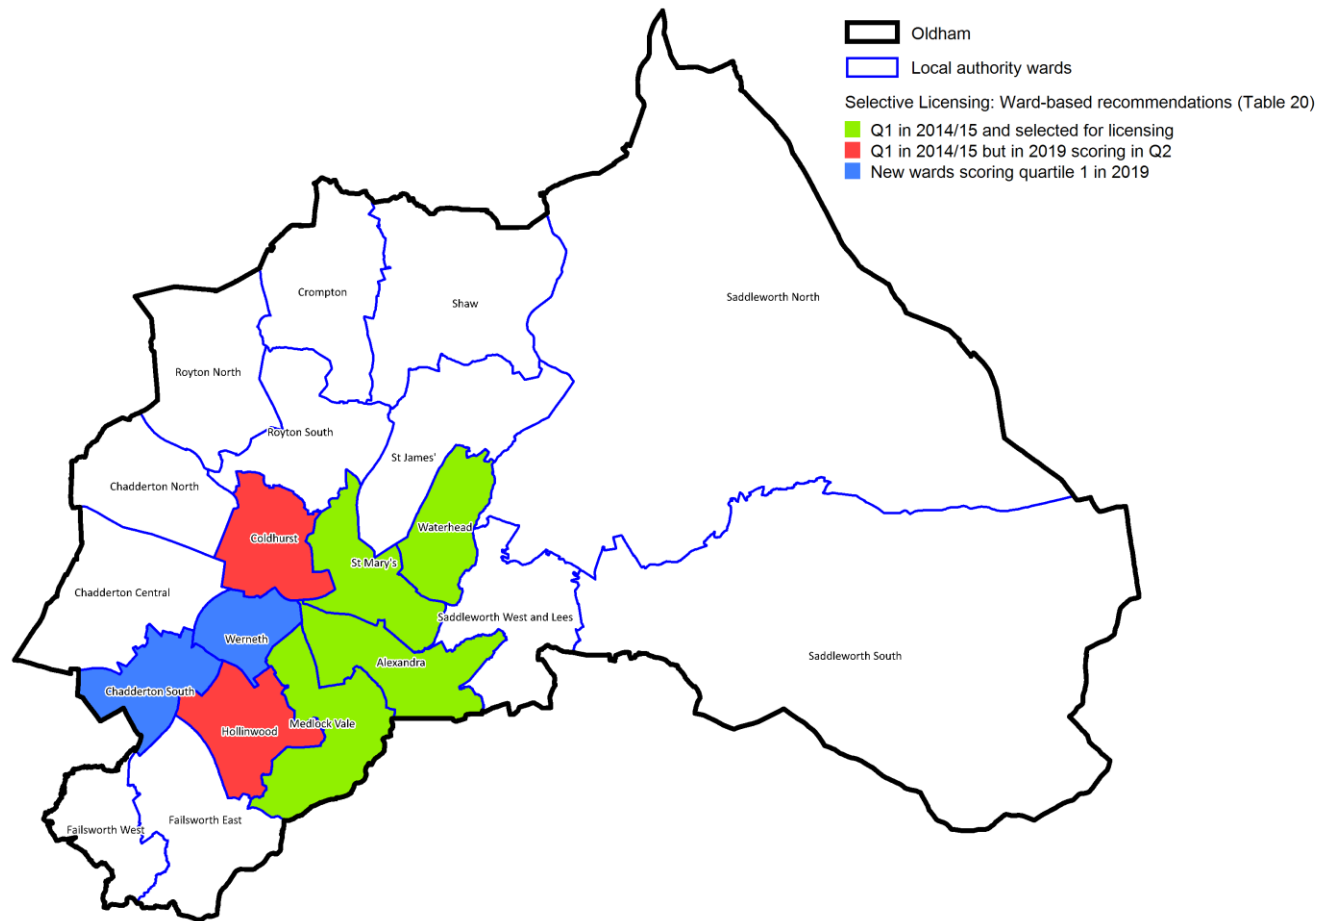 Oldham
Local authority wards
Selective Licensing: Ward-based recommendations (Table 20)
Q1 in 2014/15 and selected for licensing
Q1 in 2014/15 but in 2019 scoring in Q2
New wards scoring quartile 1 in 2019
Crompton
Shaw
Saddleworth North
Royton North
Royton South
St James'
Chadderton North
Waterhead
Coldhurst
St Mary's
Chadderton Central
Saddleworth West and Lees
Werneth
Alexandra
Saddleworth South
Chadderton South
Medlock Vale
Hollinwood
Failsworth East
Failsworth West